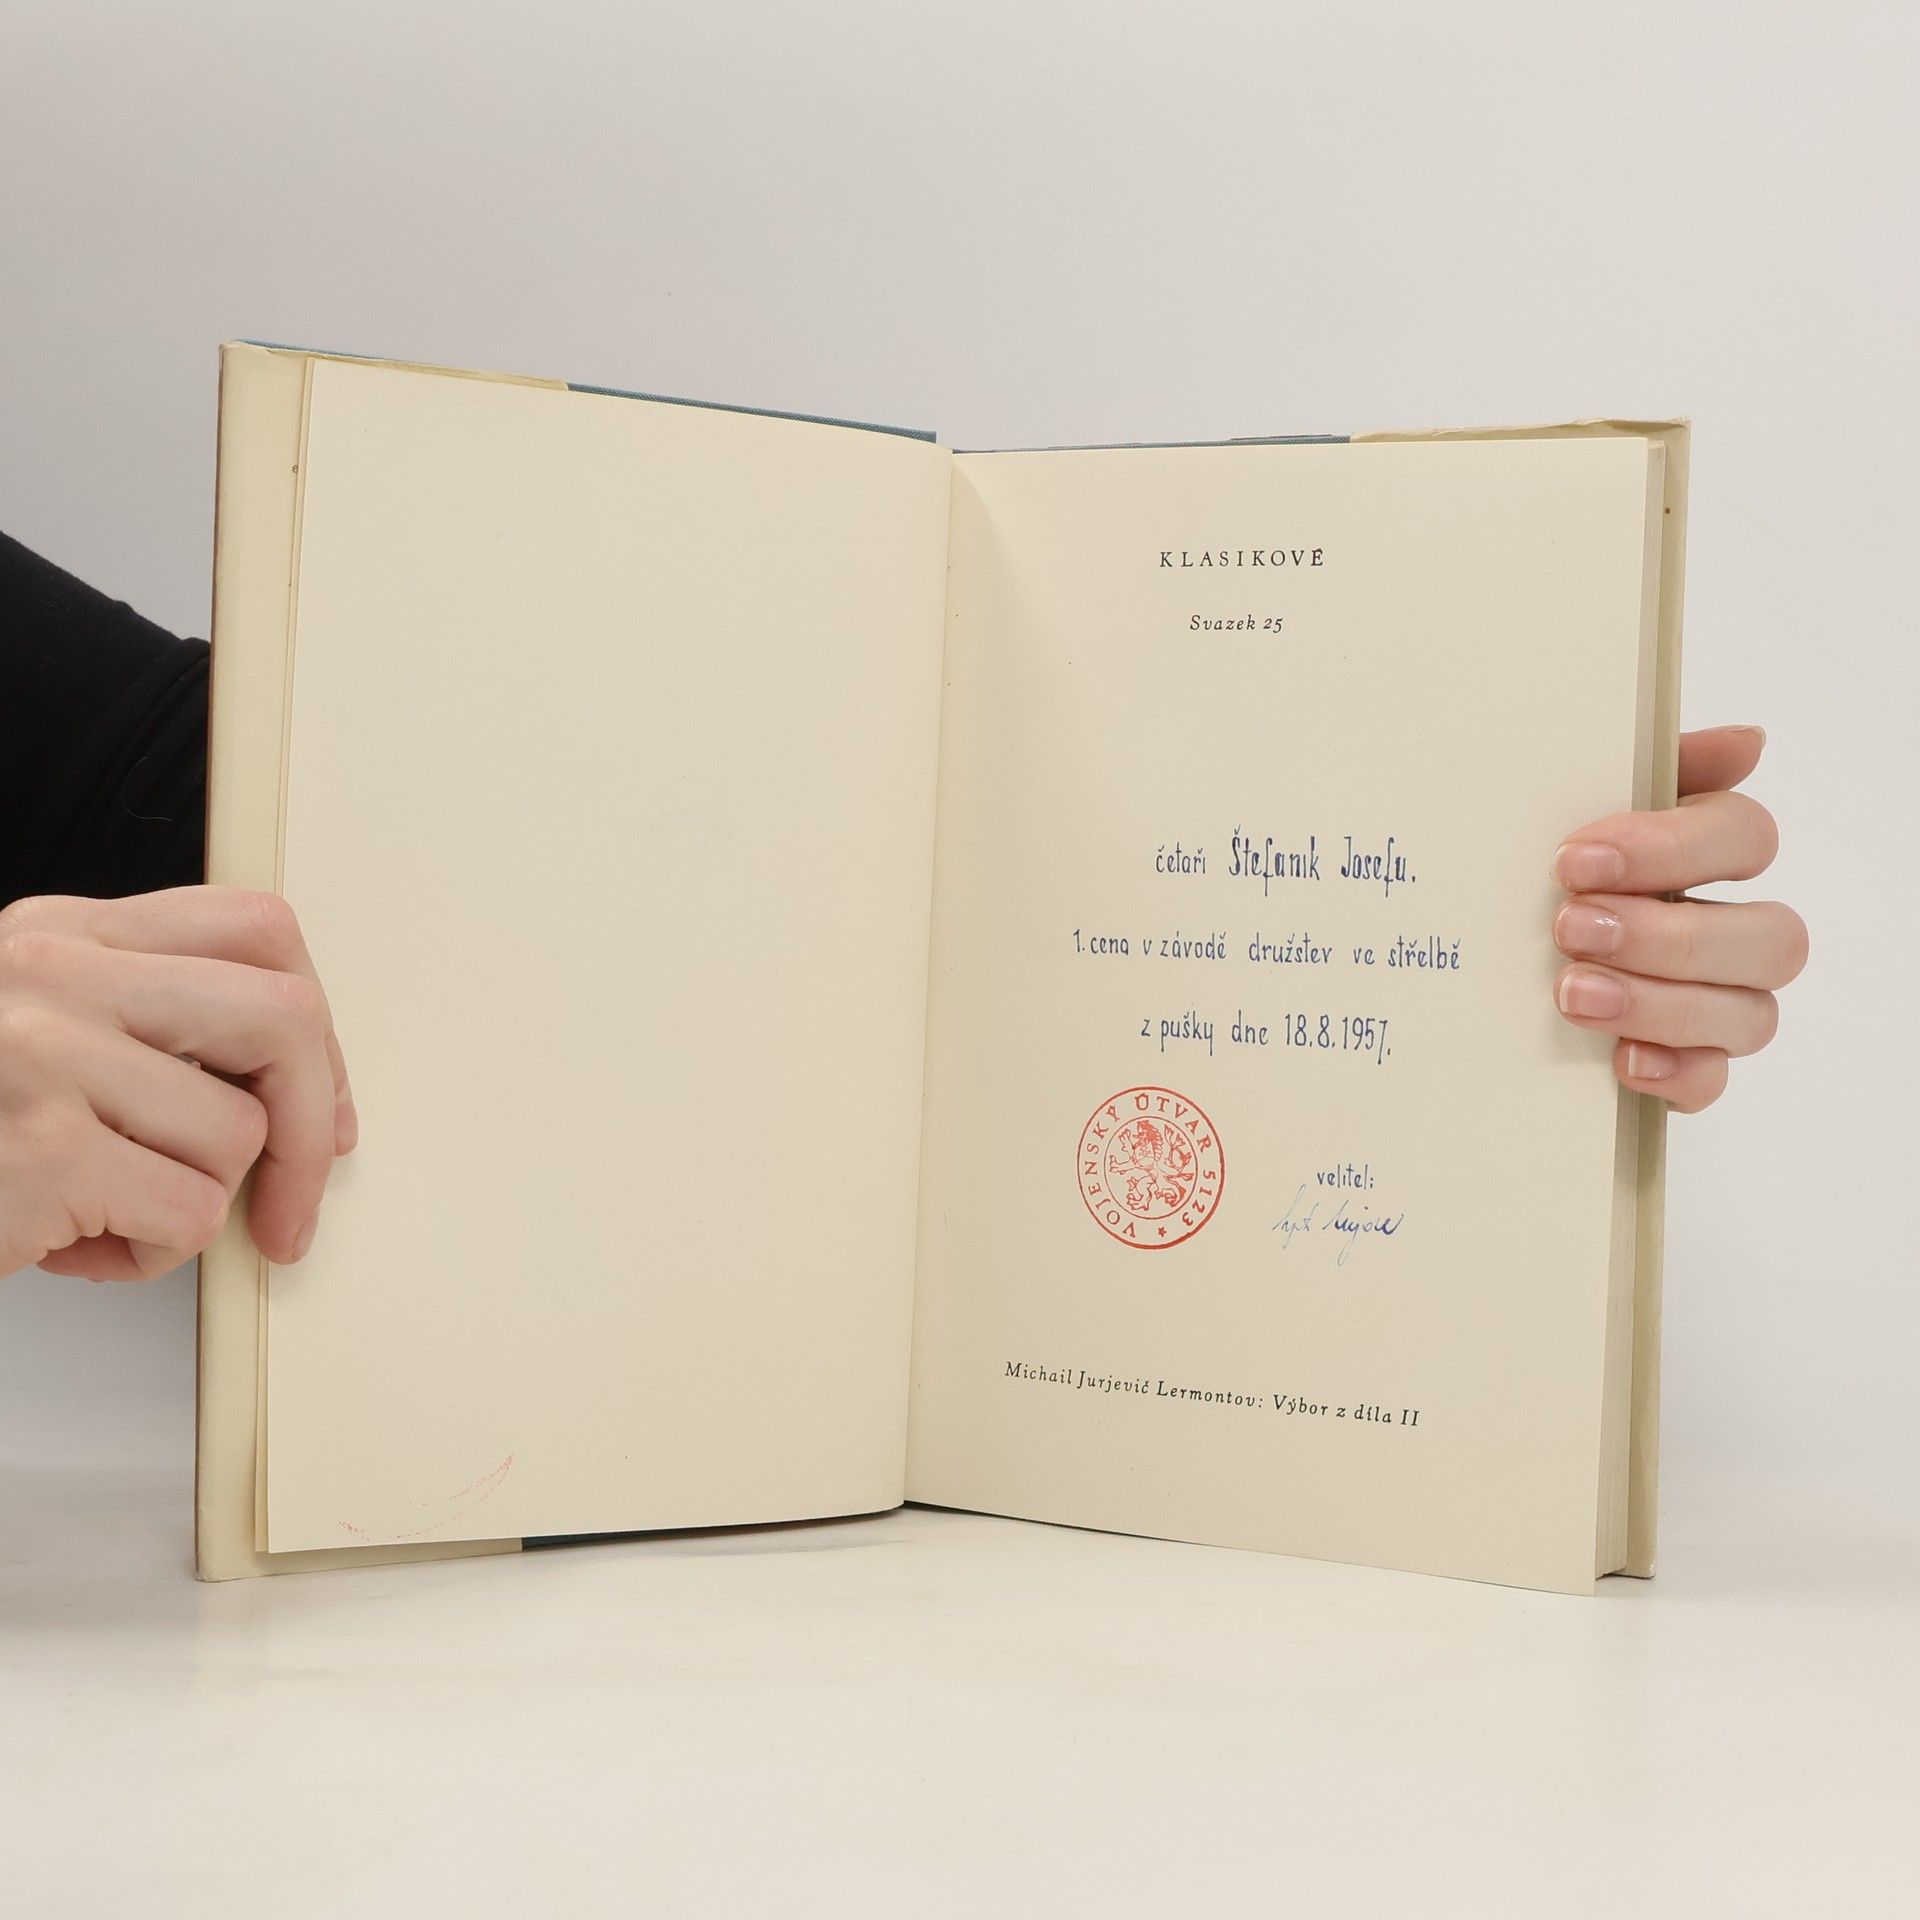 KLASIKOVÉ
Svazek 25
četaři Štefanik Josefu.
1. cena v závodě družstev ve střelbě
z pušky dne 18.8.1957.
VOJENSKÝ ÚTVAR 5123
velitel:
Michail Jurjevič Lermontov: Výbor z díla II